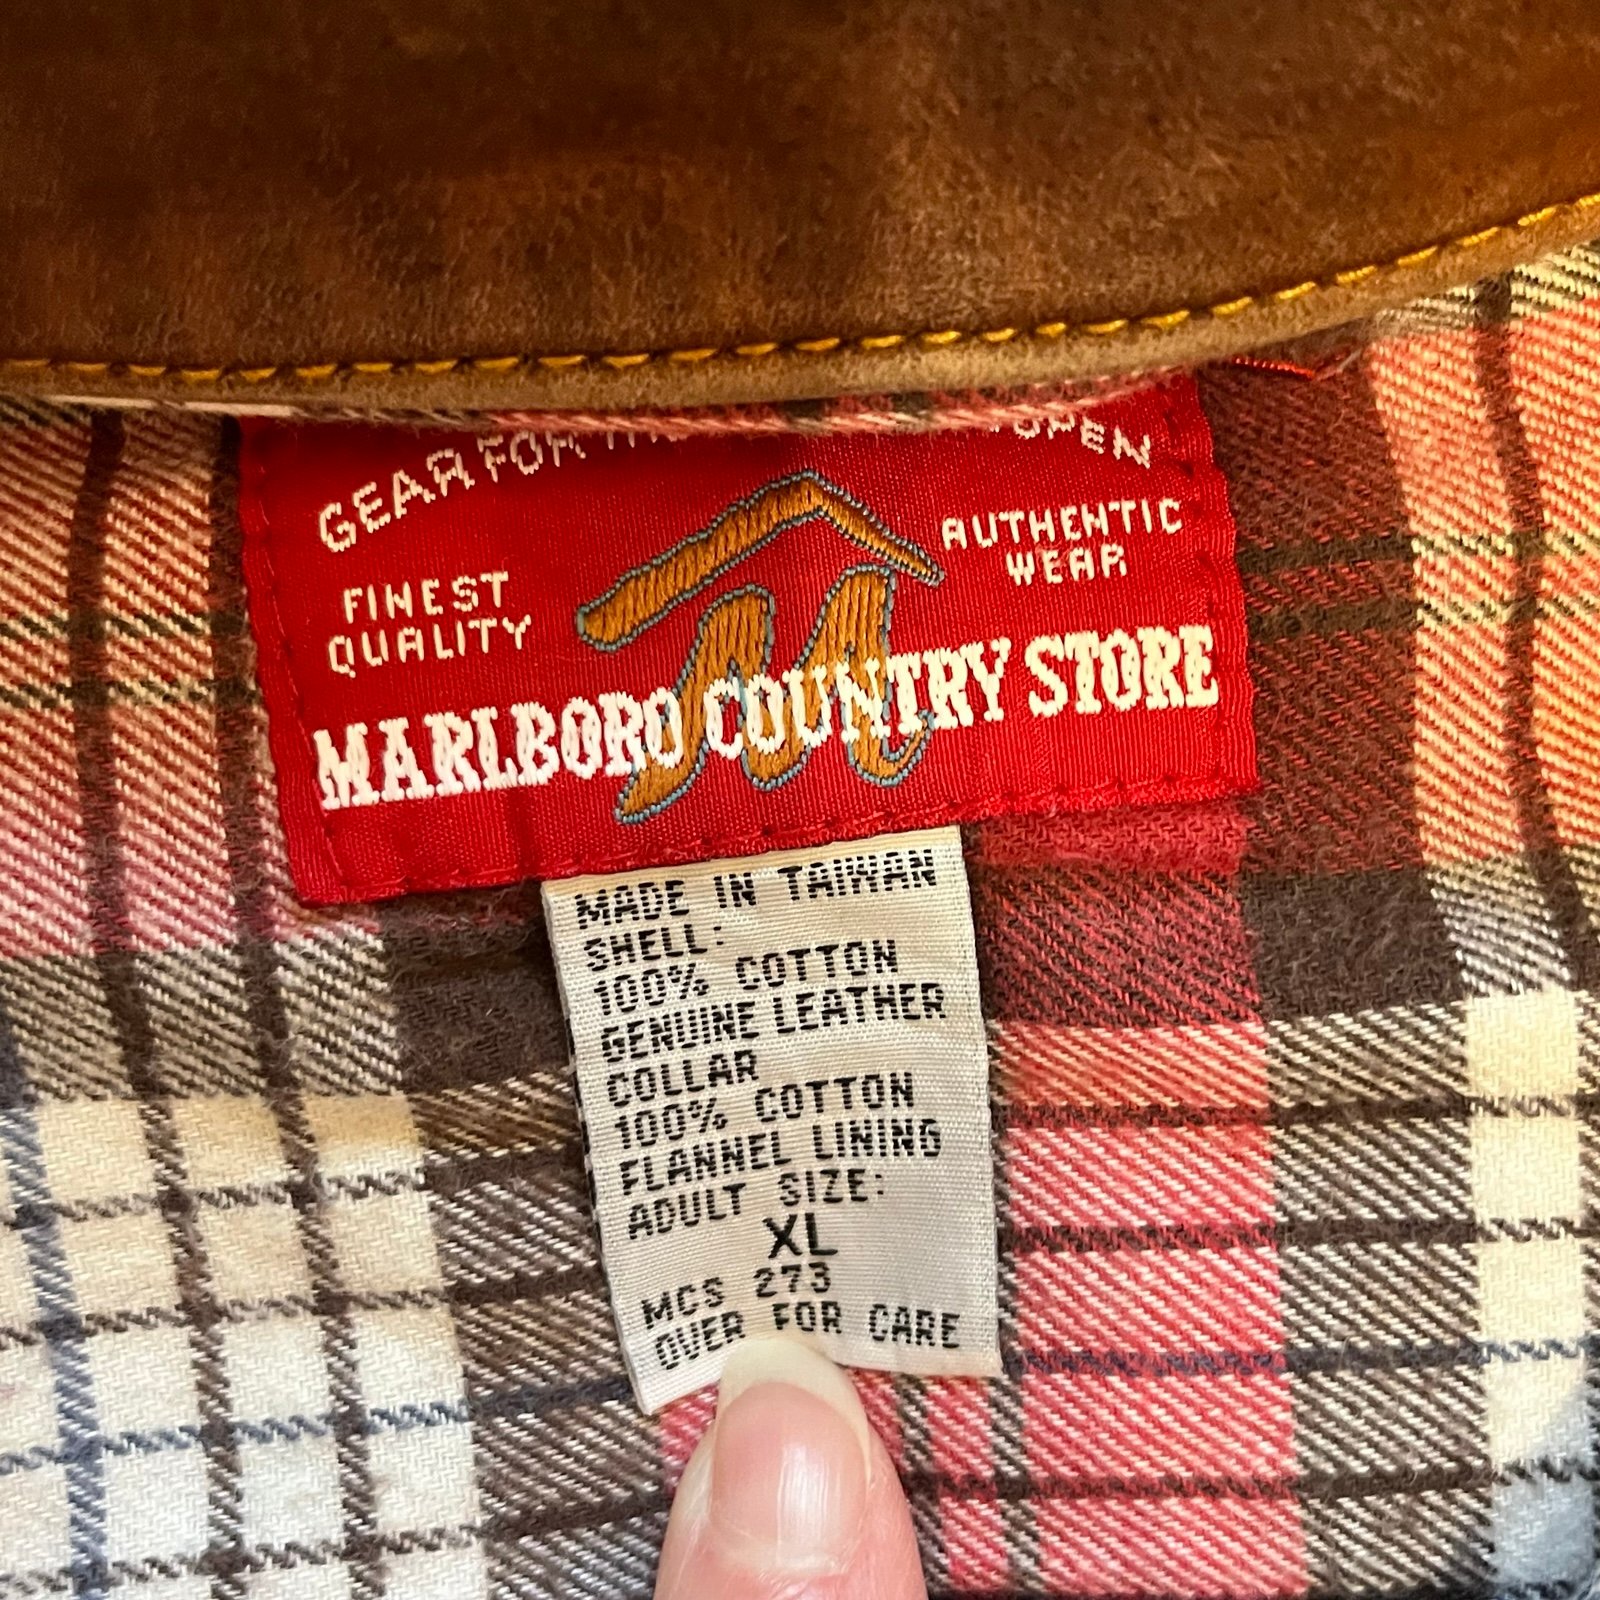 GEAR FOR THE OPEN
FINEST
QUALITY
AUTHENTIC
WEAR
MARLBORO COUNTRY STORE
MADE IN TAIWAN
SHELL:
100% COTTON
GENUINE LEATHER
COLLAR
100% COTTON
FLANNEL LINING
ADULT SIZE:
XL
MCS 273
OVER FOR CARE